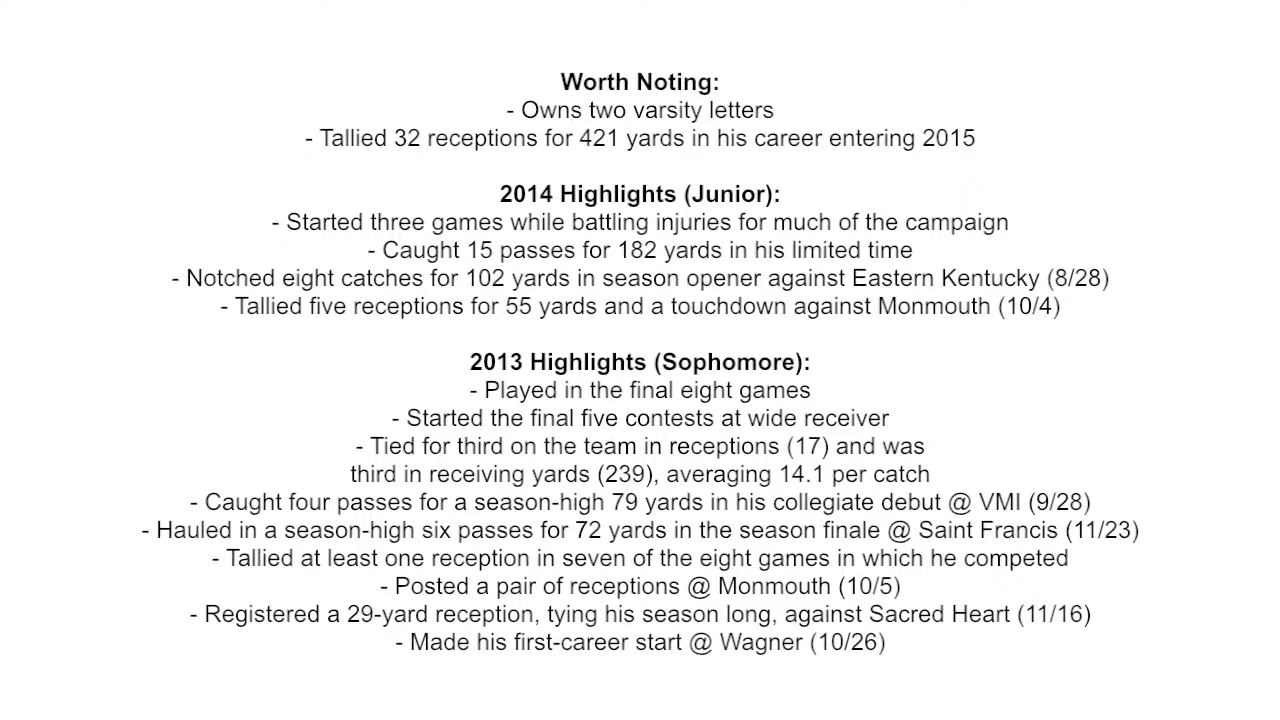 Worth Noting:
- Owns two varsity letters
- Tallied 32 receptions for 421 yards in his career entering 2015
2014 Highlights (Junior):
- Started three games while battling injuries for much of the campaign
- Caught 15 passes for 182 yards in his limited time
- Notched eight catches for 102 yards in season opener against Eastern Kentucky (8/28)
- Tallied five receptions for 55 yards and a touchdown against Monmouth (10/4)
2013 Highlights (Sophomore):
- Played in the final eight games
- Started the final five contests at wide receiver
- Tied for third on the team in receptions (17) and was
third in receiving yards (239), averaging 14.1 per catch
- Caught four passes for a season-high 79 yards in his collegiate debut @ VMI (9/28)
- Hauled in a season-high six passes for 72 yards in the season finale @ Saint Francis (11/23)
- Tallied at least one reception in seven of the eight games in which he competed
- Posted a pair of receptions @ Monmouth (10/5)
- Registered a 29-yard reception, tying his season long, against Sacred Heart (11/16)
- Made his first-career start @ Wagner (10/26)